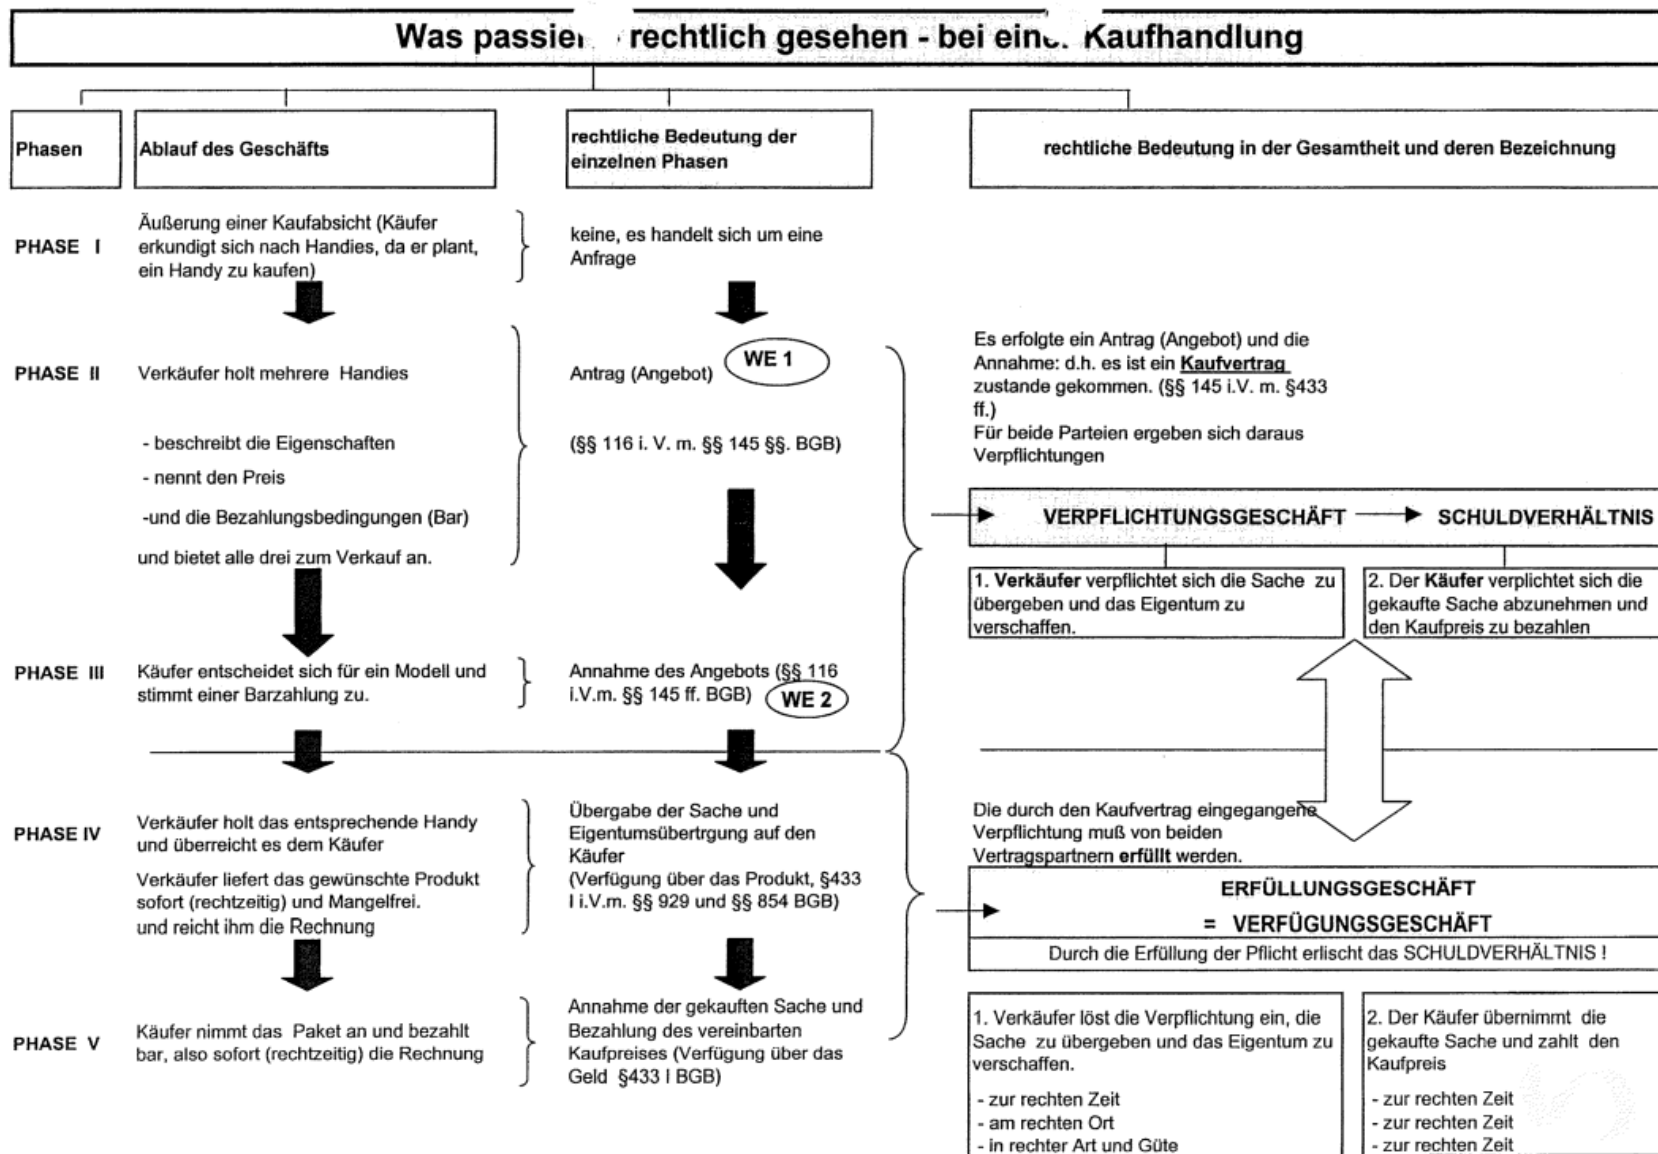 rechtlich gesehen - bei Kaufhandlung
Phasen
Ablauf des Geschäfts
rechtliche Bedeutung der
einzelnen Phasen
rechtliche Bedeutung in der Gesamtheit und deren Bezeichnung
PHASE I
Äußerung einer Kaufabsicht (Käufer
erkundigt sich nach Handies, da er plant,
ein Handy zu kaufen)
keine, es handelt sich um eine
Anfrage
PHASE II
Verkäufer holt mehrere Handies
- beschreibt die Eigenschaften
- nennt den Preis
-und die Bezahlungsbedingungen (Bar)
und bietet alle drei zum Verkauf an.
Antrag (Angebot)
WE 1
(§§ 116 i. V. m. §§ 145 §§. BGB)
Es erfolgte ein Antrag (Angebot) und die
Annahme: d.h. es ist ein Kaufvertrag
zustande gekommen. (§§ 145 i.V. m. §433
ff.)
Für beide Parteien ergeben sich daraus
Verpflichtungen
VERPFLICHTUNGSGESCHÄFT
SCHULDVERHÄLTNIS
1. Verkäufer verpflichtet sich die Sache zu
übergeben und das Eigentum zu
verschaffen.
2. Der Käufer verplichtet sich die
gekaufte Sache abzunehmen und
den Kaufpreis zu bezahlen
PHASE III
Käufer entscheidet sich für ein Modell und
stimmt einer Barzahlung zu.
Annahme des Angebots (§§ 116
i.V.m. §§ 145 ff. BGB)
WE 2
PHASE IV
Verkäufer holt das entsprechende Handy
und überreicht es dem Käufer
Verkäufer liefert das gewünschte Produkt
sofort (rechtzeitig) und Mangelfrei.
und reicht ihm die Rechnung
Übergabe der Sache und
Eigentumsübertrgung auf den
Käufer
(Verfügung über das Produkt, §433
I i.V.m. §§ 929 und §§ 854 BGB)
Die durch den Kaufvertrag eingegangene
Verpflichtung muß von beiden
Vertragspartnern erfüllt werden.
ERFÜLLUNGSGESCHÄFT
= VERFÜGUNGSGESCHÄFT
Durch die Erfüllung der Pflicht erlischt das SCHULDVERHÄLTNIS !
PHASE V
Käufer nimmt das Paket an und bezahlt
bar, also sofort (rechtzeitig) die Rechnung
Annahme der gekauften Sache und
Bezahlung des vereinbarten
Kaufpreises (Verfügung über das
Geld §433 I BGB)
1. Verkäufer löst die Verpflichtung ein, die
Sache zu übergeben und das Eigentum zu
verschaffen.
- zur rechten Zeit
- am rechten Ort
- in rechter Art und Güte
2. Der Käufer übernimmt die
gekaufte Sache und zahlt den
Kaufpreis
- zur rechten Zeit
- zur rechten Zeit
- zur rechten Zeit